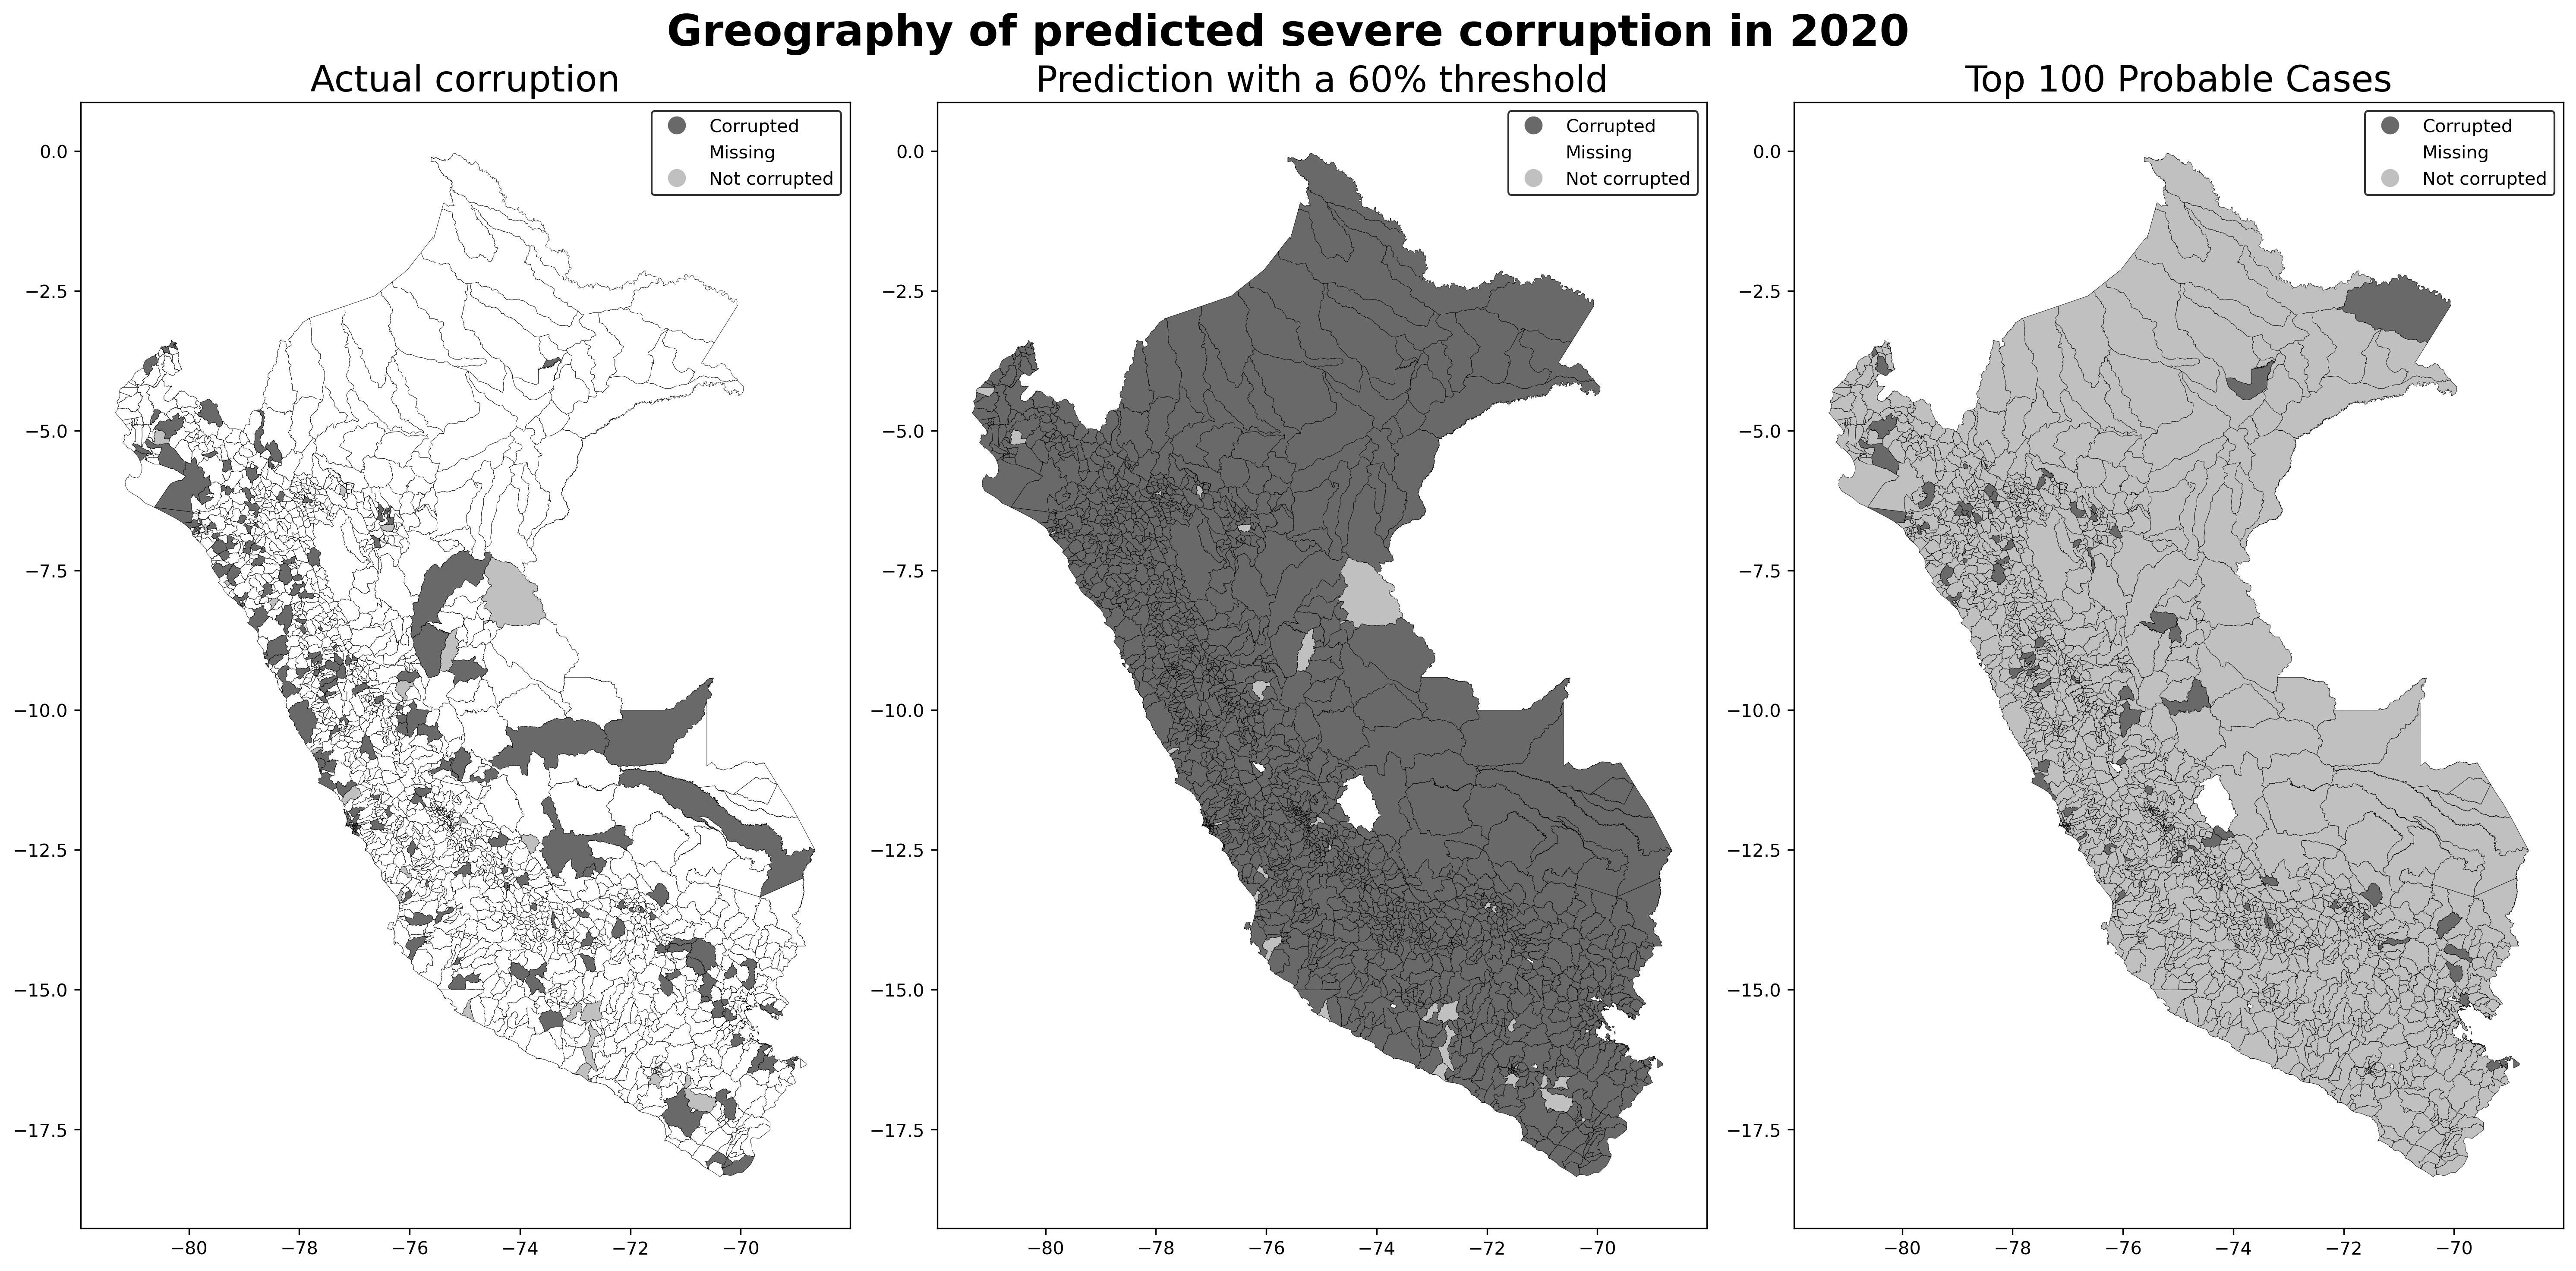 Greography of predicted severe corruption in 2020
Actual corruption
Corrupted
Missing
Not corrupted
0.0
−2.5
−5.0
−7.5
−10.0
−12.5
−15.0
−17.5
−80 −78 −76 −74 −72 −70
Prediction with a 60% threshold
Corrupted
Missing
Not corrupted
0.0
−2.5
−5.0
−7.5
−10.0
−12.5
−15.0
−17.5
−80 −78 −76 −74 −72 −70
Top 100 Probable Cases
Corrupted
Missing
Not corrupted
0.0
−2.5
−5.0
−7.5
−10.0
−12.5
−15.0
−17.5
−80 −78 −76 −74 −72 −70